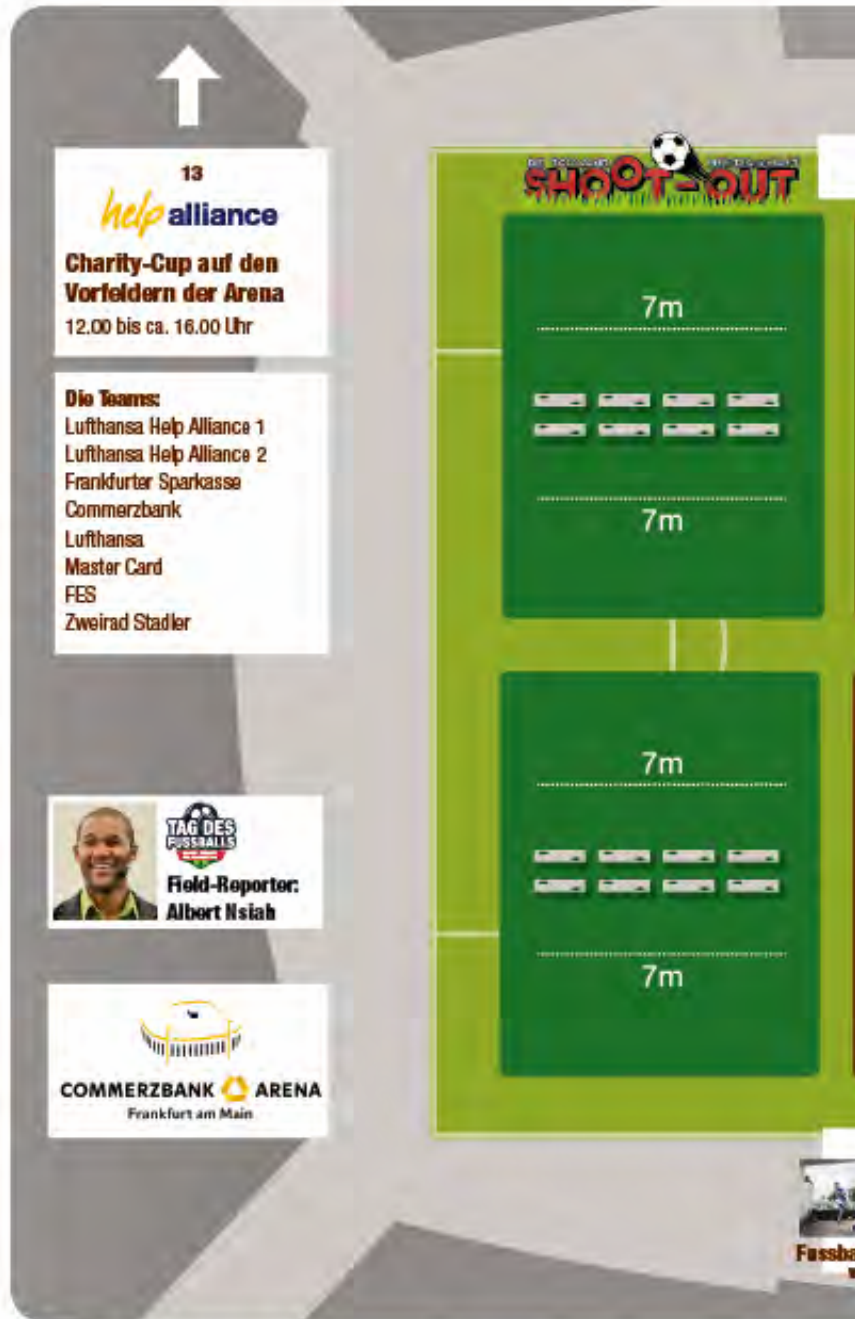 13
help alliance
Charity-Cup auf den
Vorfeldern der Arena
12.00 bis ca. 16.00 Uhr
Die Teams:
Lufthansa Help Alliance 1
Lufthansa Help Alliance 2
Frankfurter Sparkasse
Commerzbank
Lufthansa
Master Card
FES
Zweirad Stadler
TAG DES
FUSSBALLS
Field-Reporter:
Albert Nsiah
COMMERZBANK ARENA
Frankfurt am Main
SHOOT-OUT
7m
7m
7m
7m
Fussba